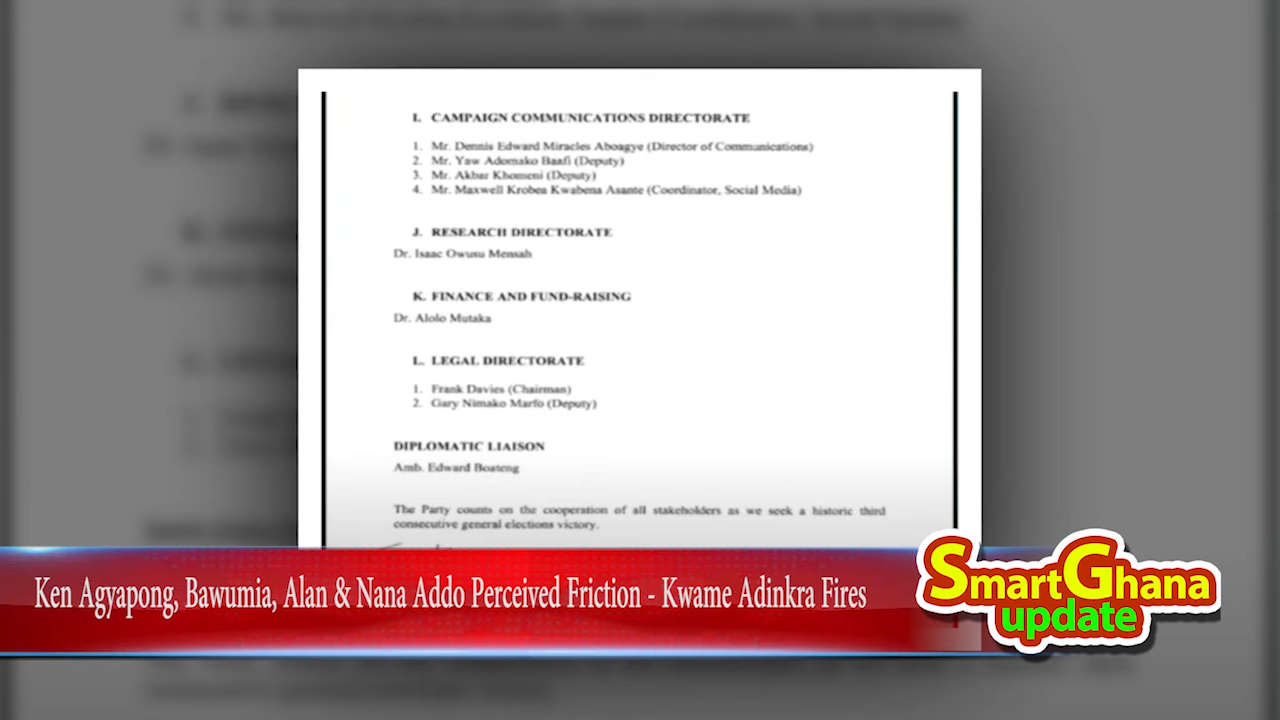 I. CAMPAIGN COMMUNICATIONS DIRECTORATE
1. Mr. Dennis Edward Miracles Aboagye (Director of Communications)
2. Mr. Yaw Adomako Baafi (Deputy)
3. Mr. Akbar Khomeni (Deputy)
4. Mr. Maxwell Krobea Kwabena Asante (Coordinator, Social Media)
J. RESEARCH DIRECTORATE
Dr. Isaac Owusu Mensah
K. FINANCE AND FUND-RAISING
Dr. Alolo Mutaka
L. LEGAL DIRECTORATE
1. Frank Davies (Chairman)
2. Gary Nimako Marfo (Deputy)
DIPLOMATIC LIAISON
Amb. Edward Boateng
The Party counts on the cooperation of all stakeholders as we seek a historic third
consecutive general elections victory.
Ken Agyapong, Bawumia, Alan & Nana Addo Perceived Friction - Kwame Adinkra Fires
SmartGhana
update